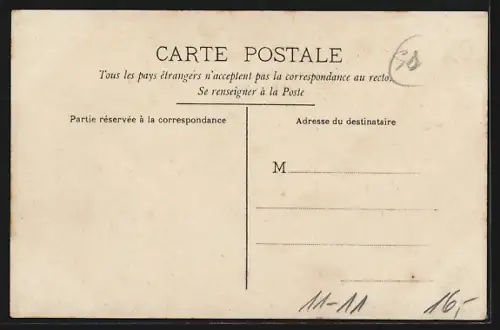 CARTE POSTALE
Tous les pays étrangers n'acceptent pas la correspondance au recto.
Se renseigner à la Poste
Partie réservée à la correspondance
Adresse du destinataire
M
11-11
16,-